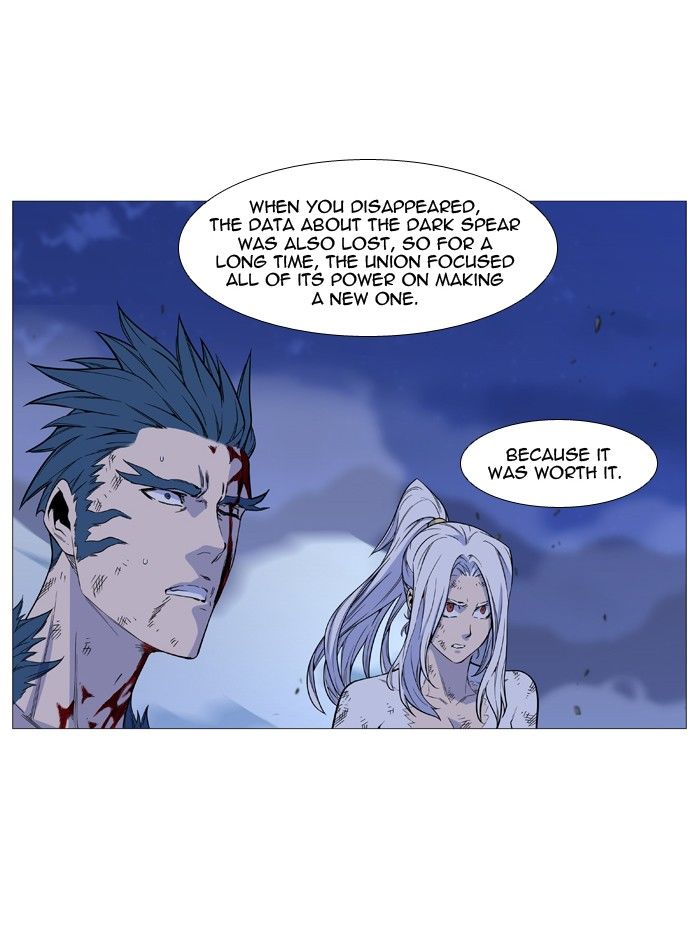 WHEN YOU DISAPPEARED,
THE DATA ABOUT THE DARK SPEAR
WAS ALSO LOST, SO FOR A
LONG TIME, THE UNION FOCUSED
ALL OF ITS POWER ON MAKING
A NEW ONE.
BECAUSE IT
WAS WORTH IT.